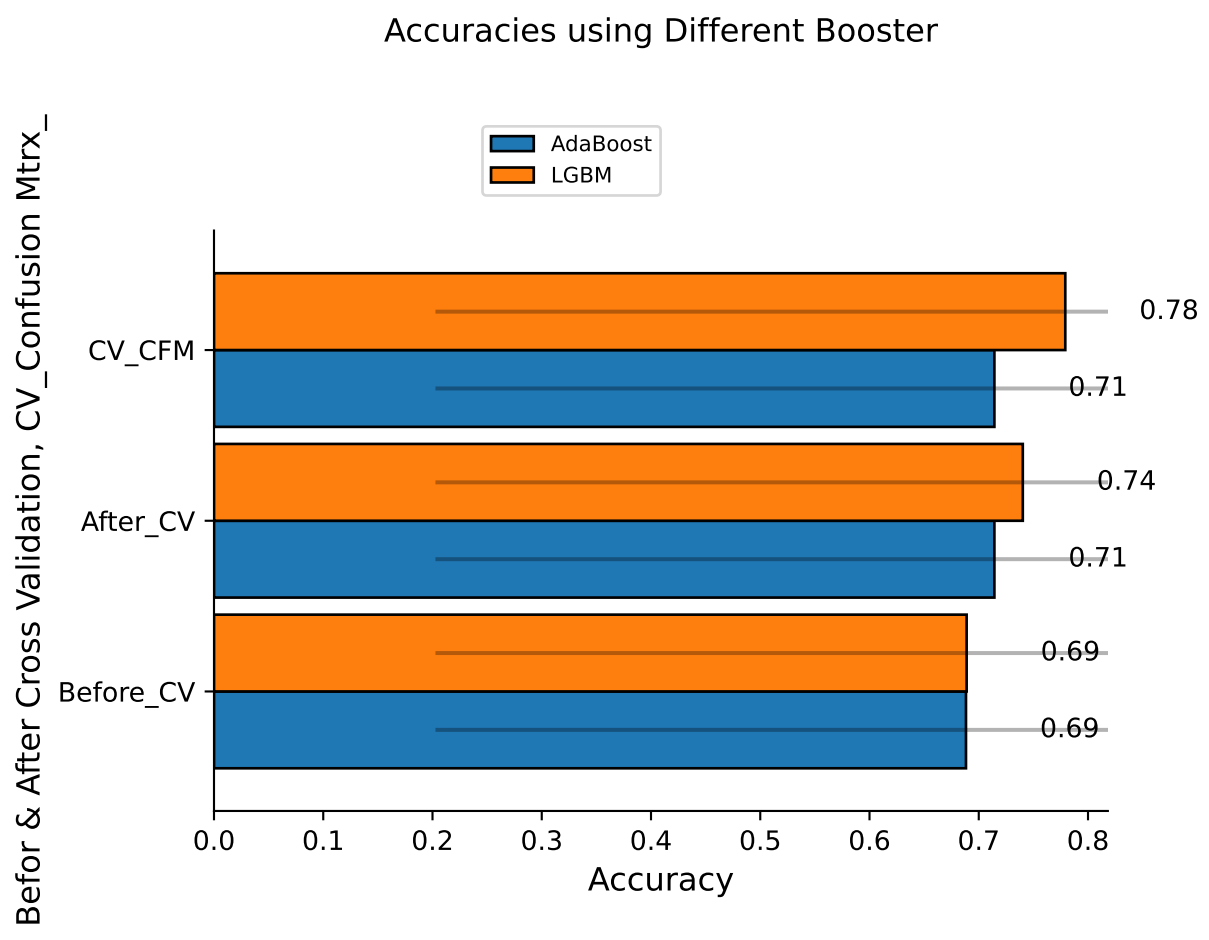 Accuracies using Different Booster
AdaBoost
LGBM
Befor & After Cross Validation, CV_Confusion Mtrx_
CV_CFM
0.78
0.71
After_CV
0.74
0.71
Before_CV
0.69
0.69
0.0 0.1 0.2 0.3 0.4 0.5 0.6 0.7 0.8
Accuracy